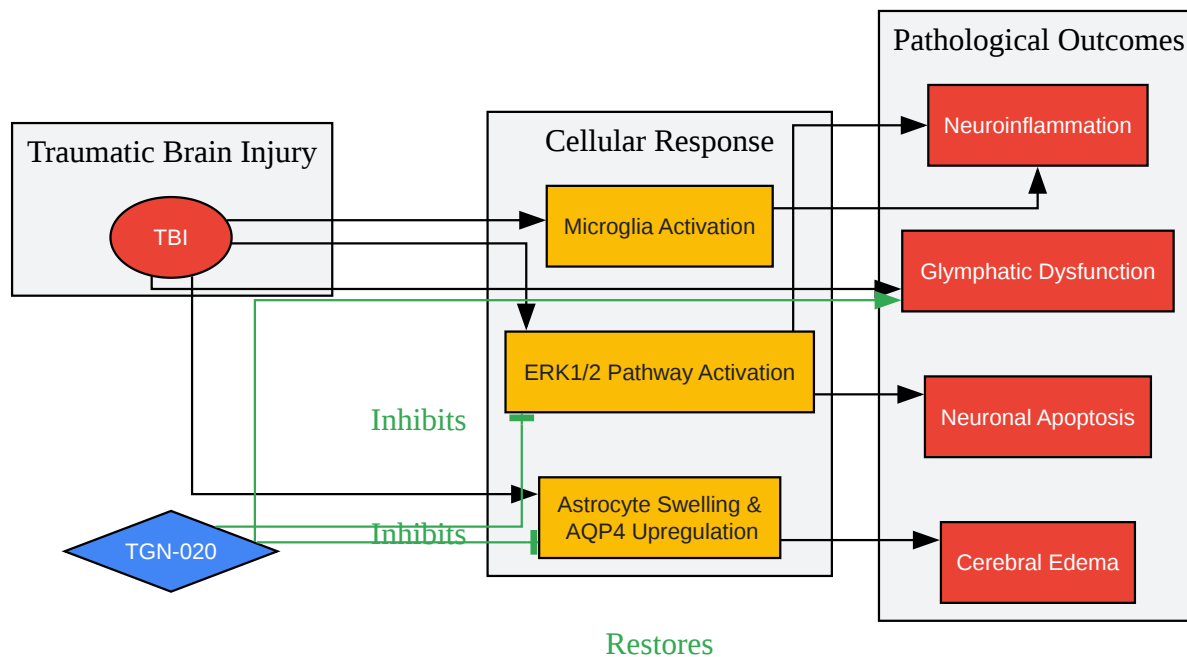 Traumatic Brain Injury
TBI
TGN-020
Inhibits
Inhibits
Restores
Cellular Response
Microglia Activation
ERK1/2 Pathway Activation
Astrocyte Swelling &
AQP4 Upregulation
Pathological Outcomes
Neuroinflammation
Glymphatic Dysfunction
Neuronal Apoptosis
Cerebral Edema